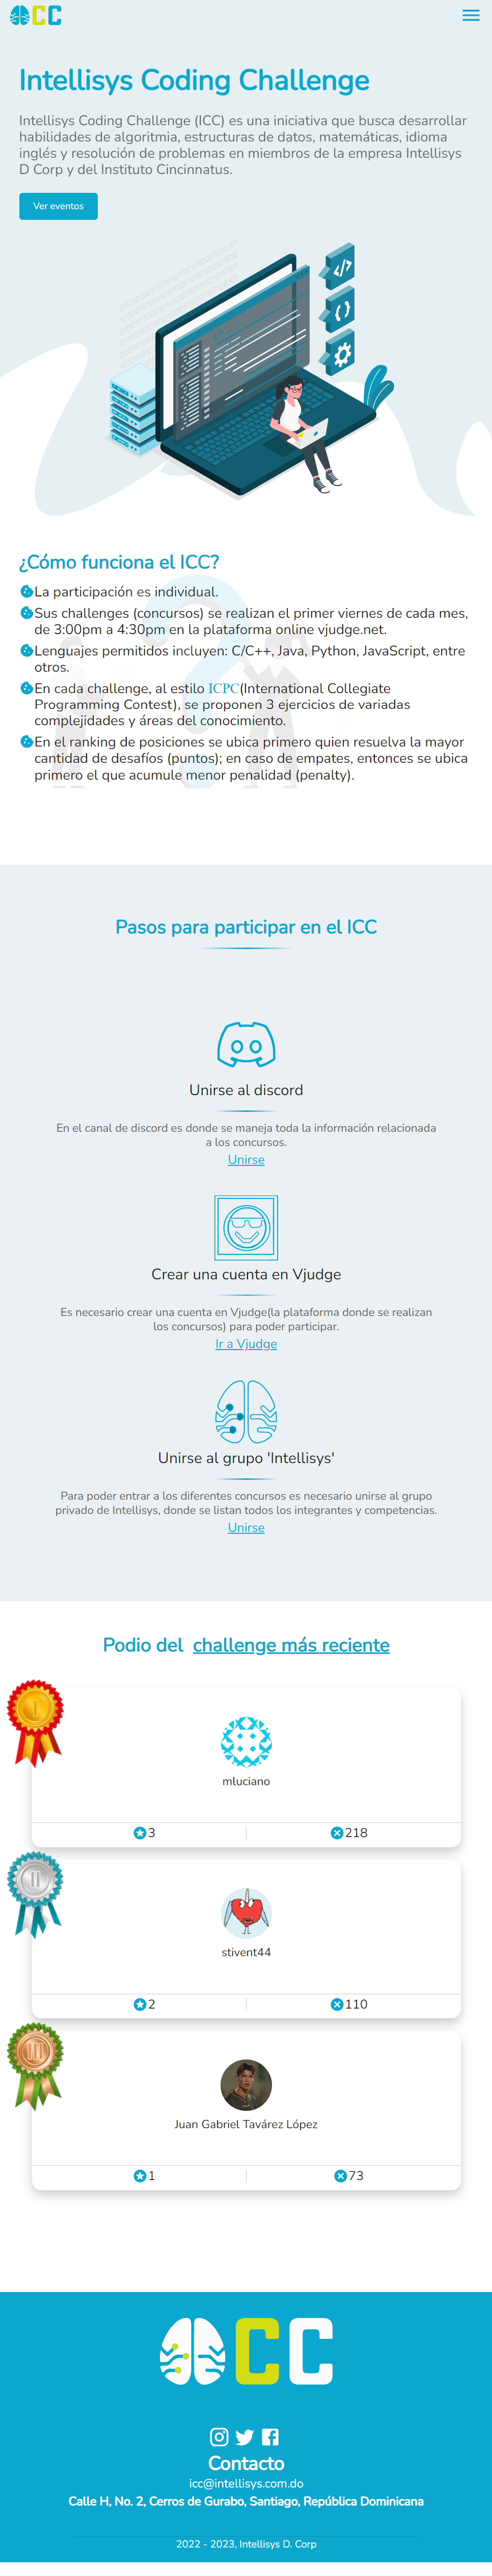 CC
Intellisys Coding Challenge
Intellisys Coding Challenge (ICC) es una iniciativa que busca desarrollar
habilidades de algoritmia, estructuras de datos, matemáticas, idioma
inglés y resolución de problemas en miembros de la empresa Intellisys
D Corp y del Instituto Cincinnatus.
Ver eventos
¿Cómo funciona el ICC?
La participación es individual.
Sus challenges (concursos) se realizan el primer viernes de cada mes,
de 3:00pm a 4:30pm en la plataforma online vjudge.net.
Lenguajes permitidos incluyen: C/C++, Java, Python, JavaScript, entre
otros.
En cada challenge, al estilo ICPC(International Collegiate
Programming Contest), se proponen 3 ejercicios de variadas
complejidades y áreas del conocimiento.
En el ranking de posiciones se ubica primero quien resuelva la mayor
cantidad de desafíos (puntos); en caso de empates, entonces se ubica
primero el que acumule menor penalidad (penalty).
Pasos para participar en el ICC
Unirse al discord
En el canal de discord es donde se maneja toda la información relacionada
a los concursos.
Unirse
Crear una cuenta en Vjudge
Es necesario crear una cuenta en Vjudge(la plataforma donde se realizan
los concursos) para poder participar.
Ir a Vjudge
Unirse al grupo 'Intellisys'
Para poder entrar a los diferentes concursos es necesario unirse al grupo
privado de Intellisys, donde se listan todos los integrantes y competencias.
Unirse
Podio del challenge más reciente
I
mluciano
3 218
II
stivent44
2 110
III
Juan Gabriel Tavárez López
1 73
CC
Contacto
icc@intellisys.com.do
Calle H, No. 2, Cerros de Gurabo, Santiago, República Dominicana
2022 - 2023, Intellisys D. Corp